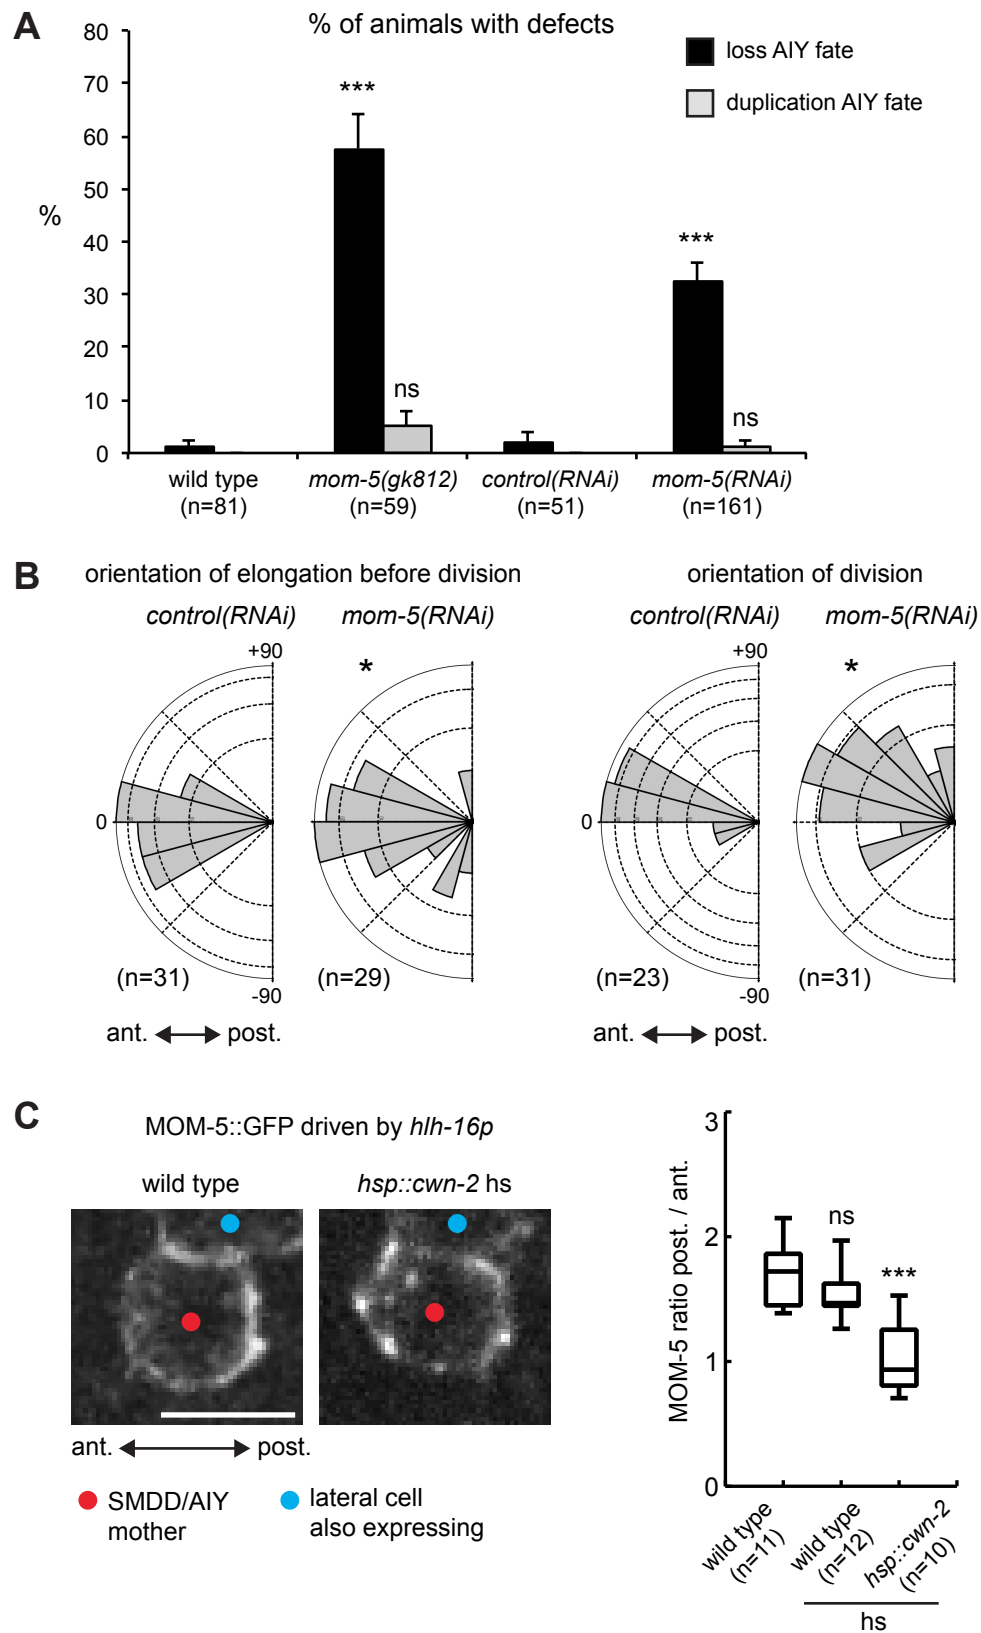 A
% of animals with defects
loss AIY fate
duplication AIY fate
80
70
60
50
40
30
20
10
0
%
***
ns
***
ns
wild type
(n=81)
mom-5(gk812)
(n=59)
control(RNAi)
(n=51)
mom-5(RNAi)
(n=161)
B
orientation of elongation before division
orientation of division
control(RNAi)
mom-5(RNAi)
control(RNAi)
mom-5(RNAi)
+90
*
+90
*
0
0
(n=31)
(n=29)
(n=23)
(n=31)
-90
-90
ant. post.
ant. post.
C
MOM-5::GFP driven by hlh-16p
wild type
hsp::cwn-2 hs
ant. post.
SMDD/AIY
mother
lateral cell
also expressing
MOM-5 ratio post. / ant.
3
2
1
0
ns
***
wild type
(n=11)
wild type
(n=12)
hsp::cwn-2
(n=10)
hs